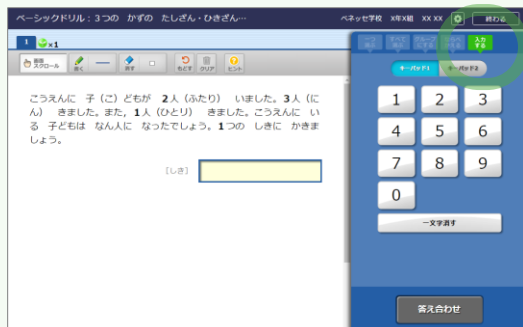 ベーシックドリル：3つの かずの たしざん・ひきざん…
ベネッセ学校 X年X組 XX XX
終わる
1
×1
画面
スクロール
書く
消す
もどす
クリア
ヒント
入力
する
キーパッド1
キーパッド2
こうえんに 子（こ）どもが 2人（ふたり） いました。3人（に
ん） きました。また，1人（ひとり） きました。こうえんに い
る 子どもは なん人に なったでしょう。1つの しきに かきま
しょう。
[しき]
1 2 3
4 5 6
7 8 9
0
一文字消す
答え合わせ